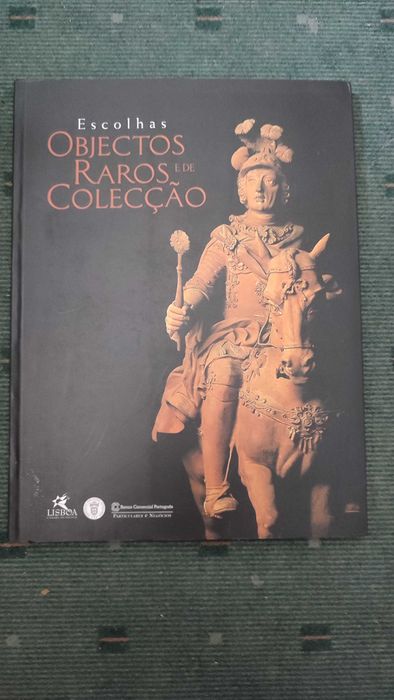 Escolhas
OBJECTOS
RAROS E DE
COLECÇÃO
LISBOA
Banco Comercial Português
PARTICULARES E NEGÓCIOS